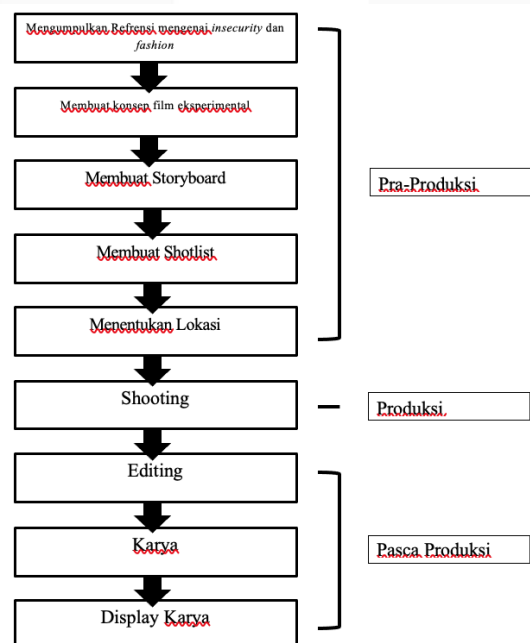 Mengumpulkan Refrensi mengenai insecurity dan
fashion
Membuat konsep film eksperimental
Membuat Storyboard
Pra-Produksi
Membuat Shotlist
Menentukan Lokasi
Shooting
Produksi
Editing
Karya
Pasca Produksi
Display Karya